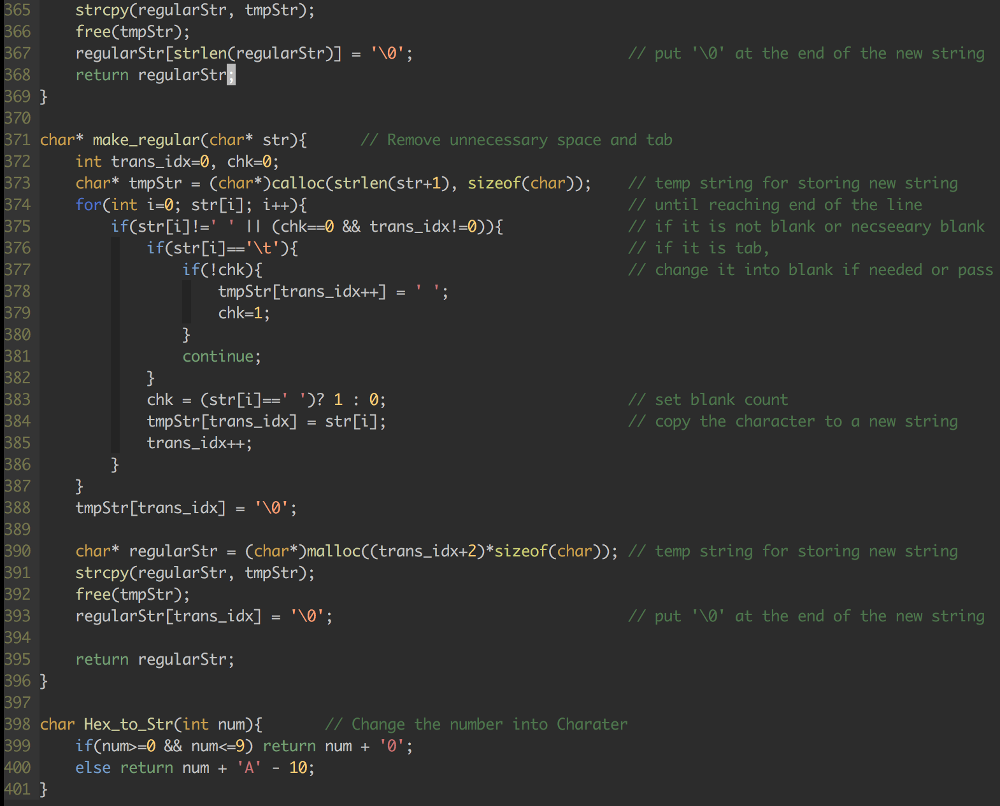 365     strcpy(regularStr, tmpStr);
366     free(tmpStr);
367     regularStr[strlen(regularStr)] = '\0';                        // put '\0' at the end of the new string
368     return regularStr;
369 }
370
371 char* make_regular(char* str){      // Remove unnecessary space and tab
372     int trans_idx=0, chk=0;
373     char* tmpStr = (char*)calloc(strlen(str+1), sizeof(char));    // temp string for storing new string
374     for(int i=0; str[i]; i++){                                    // until reaching end of the line
375         if(str[i]!=' ' || (chk==0 && trans_idx!=0)){              // if it is not blank or necseeary blank
376             if(str[i]=='\t'){                                     // if it is tab,
377                 if(!chk){                                         // change it into blank if needed or pass
378                     tmpStr[trans_idx++] = ' ';
379                     chk=1;
380                 }
381                 continue;
382             }
383             chk = (str[i]==' ')? 1 : 0;                           // set blank count
384             tmpStr[trans_idx] = str[i];                           // copy the character to a new string
385             trans_idx++;
386         }
387     }
388     tmpStr[trans_idx] = '\0';
389
390     char* regularStr = (char*)malloc((trans_idx+2)*sizeof(char)); // temp string for storing new string
391     strcpy(regularStr, tmpStr);
392     free(tmpStr);
393     regularStr[trans_idx] = '\0';                                 // put '\0' at the end of the new string
394
395     return regularStr;
396 }
397
398 char Hex_to_Str(int num){       // Change the number into Charater
399     if(num>=0 && num<=9) return num + '0';
400     else return num + 'A' - 10;
401 }